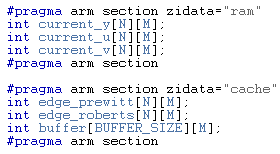 #pragma arm section zidata="ram"
int current_y[N][M];
int current_u[N][M];
int current_v[N][M];
#pragma arm section
#pragma arm section zidata="cache"
int edge_prewitt[N][M];
int edge_roberts[N][M];
int buffer[BUFFER_SIZE][M];
#pragma arm section